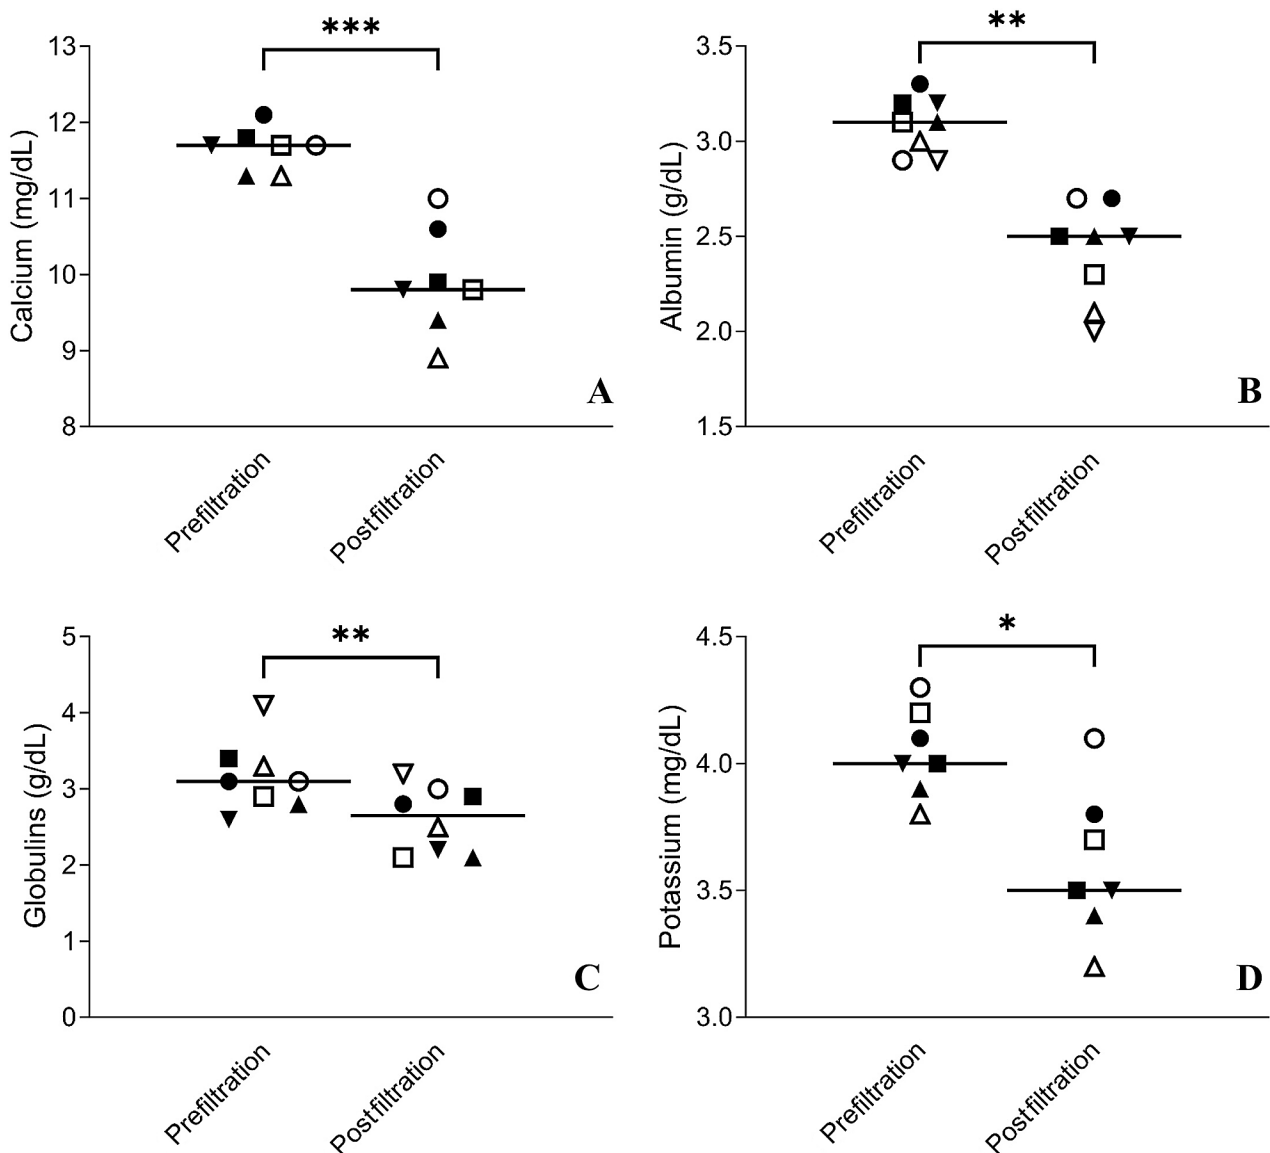 ***
13
12
11
10
9
8
Calcium (mg/dL)
A
Prefiltration
Postfiltration
**
3.5
3.0
2.5
2.0
1.5
Albumin (g/dL)
B
Prefiltration
Postfiltration
**
5
4
3
2
1
0
Globulins (g/dL)
C
Prefiltration
Postfiltration
*
4.5
4.0
3.5
3.0
Potassium (mg/dL)
D
Prefiltration
Postfiltration